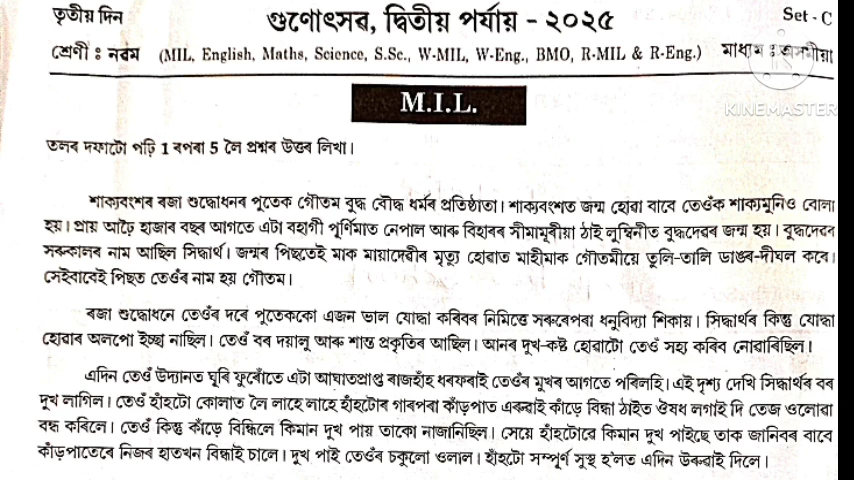 তৃতীয় দিন
গুণোৎসৱ, দ্বিতীয় পৰ্যায় - ২০২৫
Set - C
শ্ৰেণী : নৱম (MIL, English, Maths, Science, S.Sc., W-MIL, W-Eng., BMO, R-MIL & R-Eng.) মাধ্যম : অসমীয়া
KINEMASTER
M.I.L.
তলৰ দফাটো পঢ়ি 1 ৰপৰা 5 লৈ প্ৰশ্নৰ উত্তৰ লিখা।
শাক্যবংশৰ ৰজা শুদ্ধোধনৰ পুতেক গৌতম বুদ্ধ বৌদ্ধ ধৰ্মৰ প্ৰতিষ্ঠাতা। শাক্যবংশত জন্ম হোৱা বাবে তেওঁক শাক্যমুনিও বোলা
হয়। প্ৰায় আঢ়ৈ হাজাৰ বছৰ আগতে এটা বহাগী পূৰ্ণিমাত নেপাল আৰু বিহাৰৰ সীমামূৰীয়া ঠাই লুম্বিনীত বুদ্ধদেৱৰ জন্ম হয়। বুদ্ধদেৱৰ
সৰুকালৰ নাম আছিল সিদ্ধাৰ্থ। জন্মৰ পিছতেই মাক মায়াদেৱীৰ মৃত্যু হোৱাত মাহীমাক গৌতমীয়ে তুলি-তালি ডাঙৰ-দীঘল কৰে।
সেইবাবেই পিছত তেওঁৰ নাম হয় গৌতম।
ৰজা শুদ্ধোধনে তেওঁৰ দৰে পুতেককো এজন ভাল যোদ্ধা কৰিবৰ নিমিত্তে সৰুৰেপৰা ধনুবিদ্যা শিকায়। সিদ্ধাৰ্থৰ কিন্তু যোদ্ধা
হোৱাৰ অলপো ইচ্ছা নাছিল। তেওঁ বৰ দয়ালু আৰু শান্ত প্ৰকৃতিৰ আছিল। আনৰ দুখ-কষ্ট হোৱাটো তেওঁ সহ্য কৰিব নোৱাৰিছিল।
এদিন তেওঁ উদ্যানত ঘূৰি ফুৰোঁতে এটা আঘাতপ্ৰাপ্ত ৰাজহাঁহ ধৰফৰাই তেওঁৰ মুখৰ আগতে পৰিলহি। এই দৃশ্য দেখি সিদ্ধাৰ্থৰ বৰ
দুখ লাগিল। তেওঁ হাঁহটো কোলাত লৈ লাহে লাহে হাঁহটোৰ গাৰপৰা কাঁড়পাত এৰুৱাই কাঁড়ে বিন্ধা ঠাইত ঔষধ লগাই দি তেজ ওলোৱা
বন্ধ কৰিলে। তেওঁ কিন্তু কাঁড়ে বিন্ধিলে কিমান দুখ পায় তাকো নাজানিছিল। সেয়ে হাঁহটোৱে কিমান দুখ পাইছে তাক জানিবৰ বাবে
কাঁড়পাতেৰে নিজৰ হাতখন বিন্ধাই চালে। দুখ পাই তেওঁৰ চকুলো ওলাল। হাঁহটো সম্পূৰ্ণ সুস্থ হ'লত এদিন উৰুৱাই দিলে।